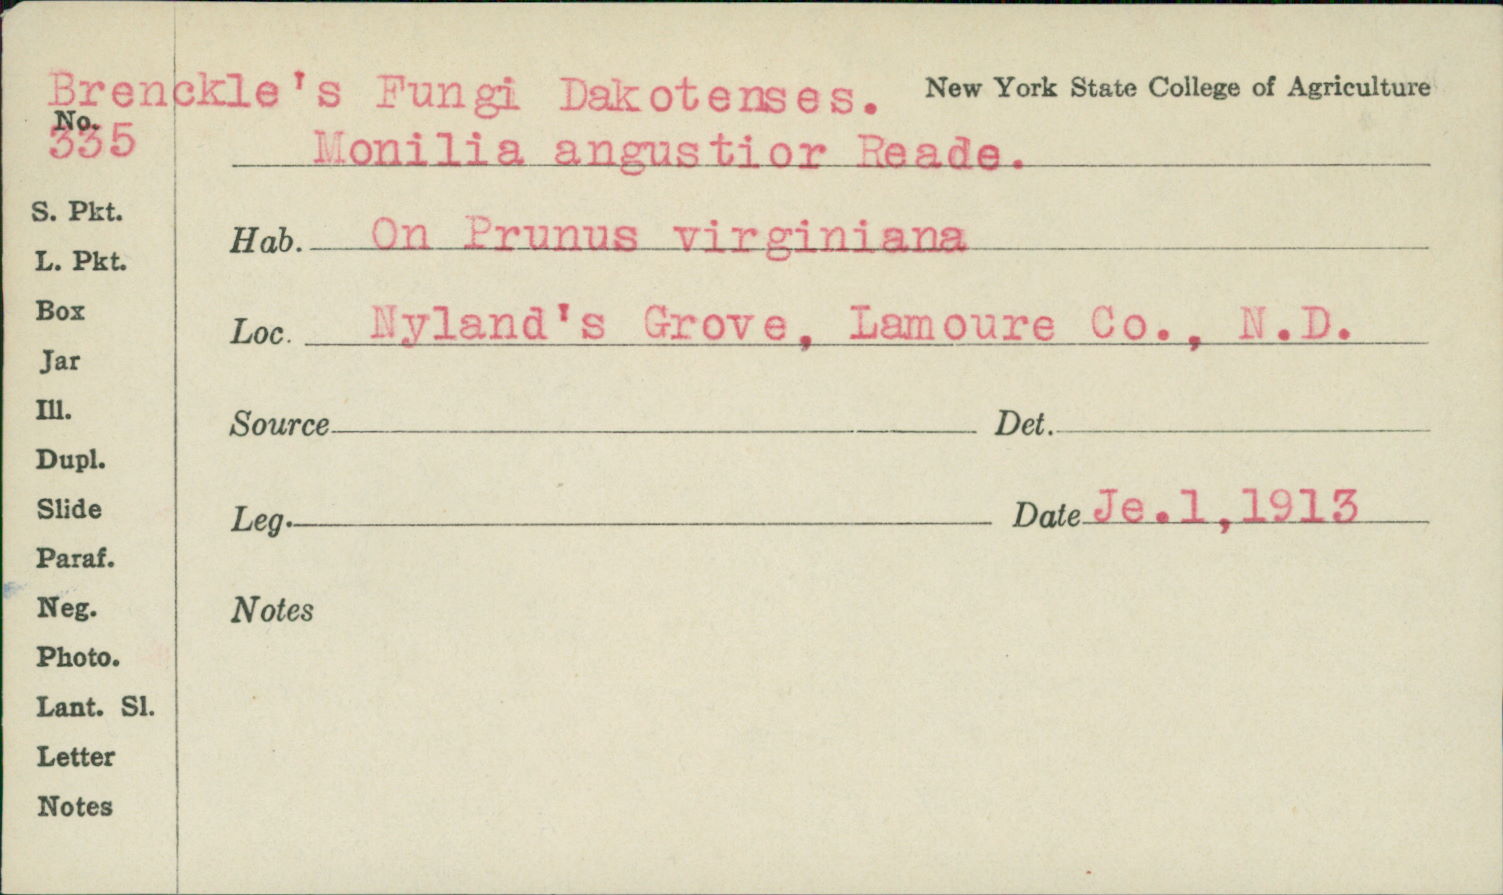 Brenckle's Fungi Dakotenses. New York State College of Agriculture
No.
335 Monilia angustior Reade.
S. Pkt.
Hab. On Prunus virginiana
L. Pkt.
Box
Loc. Nyland's Grove, Lamoure Co., N.D.
Jar
Ill.
Source Det.
Dupl.
Slide
Leg. Date Je.1,1913
Paraf.
Neg.
Notes
Photo.
Lant. Sl.
Letter
Notes